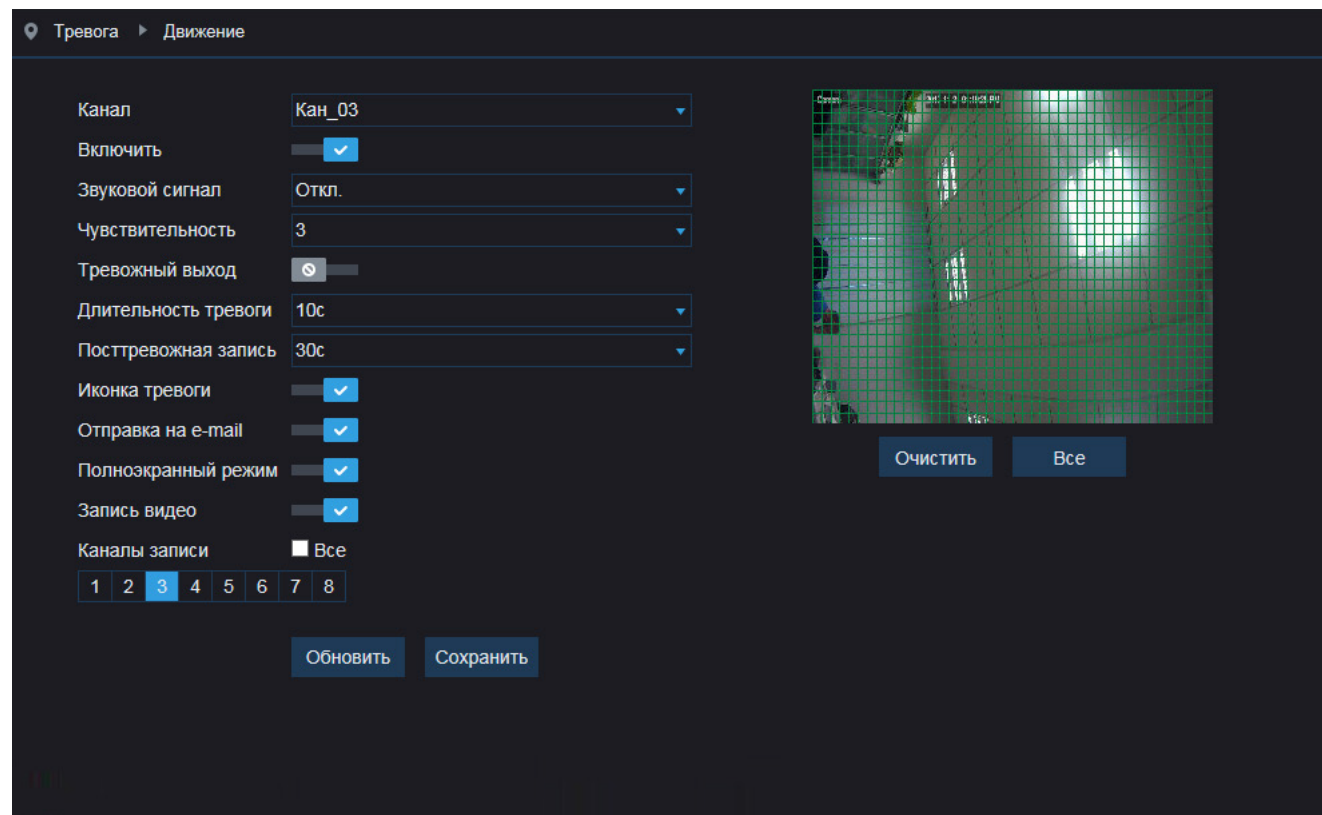 Тревога Движение
Канал Кан_03
Включить
Звуковой сигнал Откл.
Чувствительность 3
Тревожный выход
Длительность тревоги 10с
Посттревожная запись 30с
Иконка тревоги
Отправка на e-mail
Полноэкранный режим
Запись видео
Каналы записи Все
1 2 3 4 5 6 7 8
Обновить Сохранить
Очистить Все